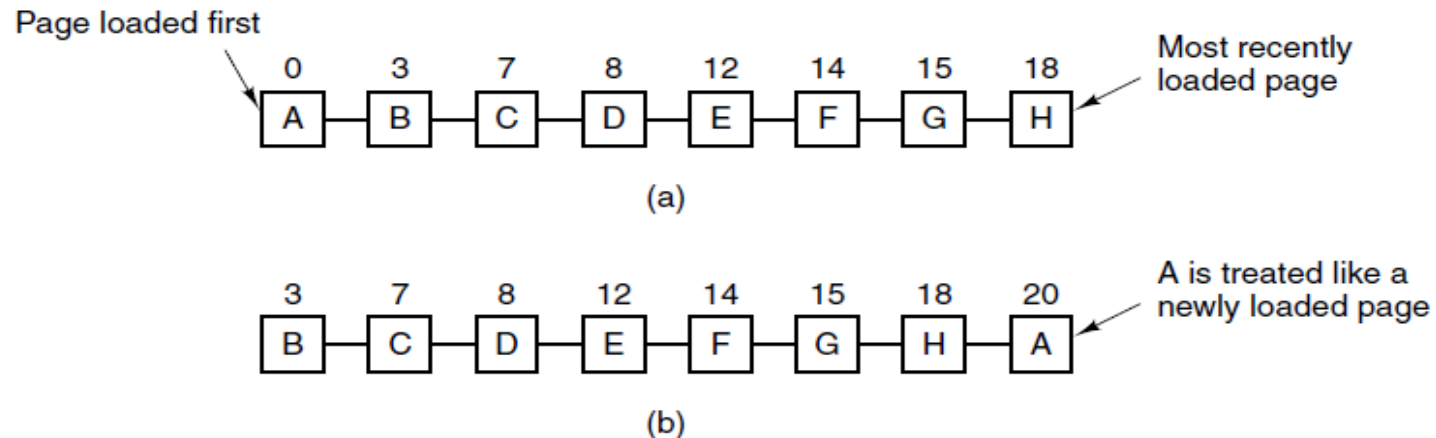 Page loaded first
0 3 7 8 12 14 15 18
Most recently
loaded page
A B C D E F G H
(a)
3 7 8 12 14 15 18 20
A is treated like a
newly loaded page
B C D E F G H A
(b)